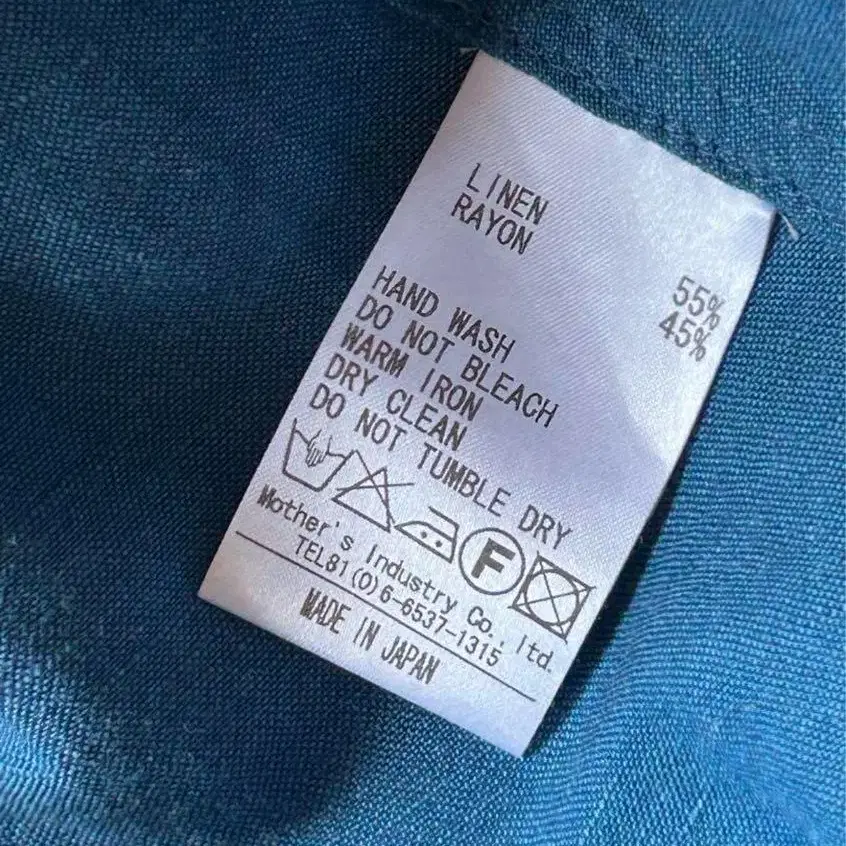 LINEN 55%
RAYON 45%
HAND WASH
DO NOT BLEACH
WARM IRON
DRY CLEAN
DO NOT TUMBLE DRY
F
Mother's Industry Co., ltd.
TEL81(0)6-6537-1315
MADE IN JAPAN